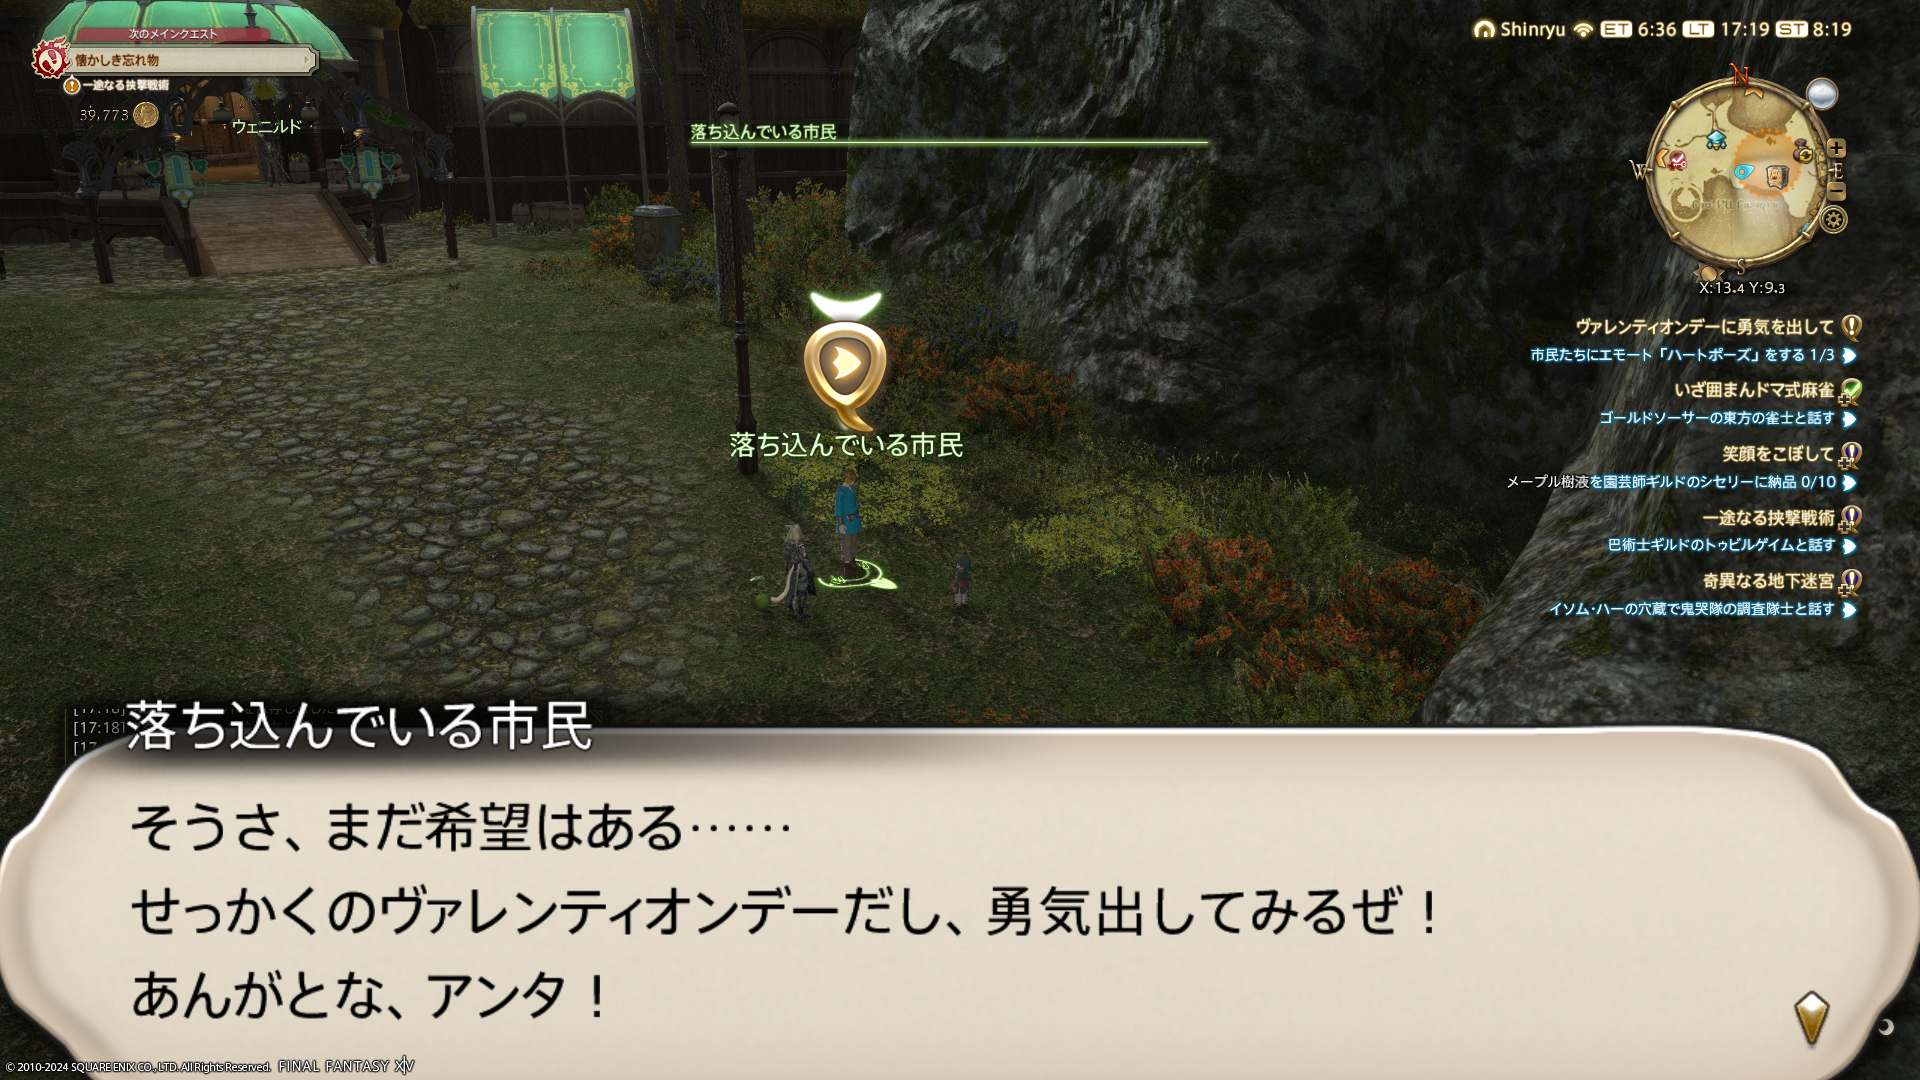 次のメインクエスト
懐かしき忘れ物
一途なる挟撃戦術
39,773
ウェニルド
落ち込んでいる市民
Shinryu ET 6:36 LT 17:19 ST 8:19
N
W
E
S
X:13.4 Y:9.3
ヴァレンティオンデーに勇気を出して
市民たちにエモート「ハートポーズ」をする 1/3
いざ囲まんドマ式麻雀
ゴールドソーサーの東方の雀士と話す
笑顔をこぼして
メープル樹液を園芸師ギルドのシセリーに納品 0/10
一途なる挟撃戦術
巴術士ギルドのトゥビルゲイムと話す
奇異なる地下迷宮
イソム・ハーの穴蔵で鬼哭隊の調査隊士と話す
落ち込んでいる市民
[17:18]
[17:18]
[17
落ち込んでいる市民
そうさ、まだ希望はある……
せっかくのヴァレンティオンデーだし、勇気出してみるぜ！
あんがとな、アンタ！
© 2010-2024 SQUARE ENIX CO., LTD. All Rights Reserved. FINAL FANTASY XIV